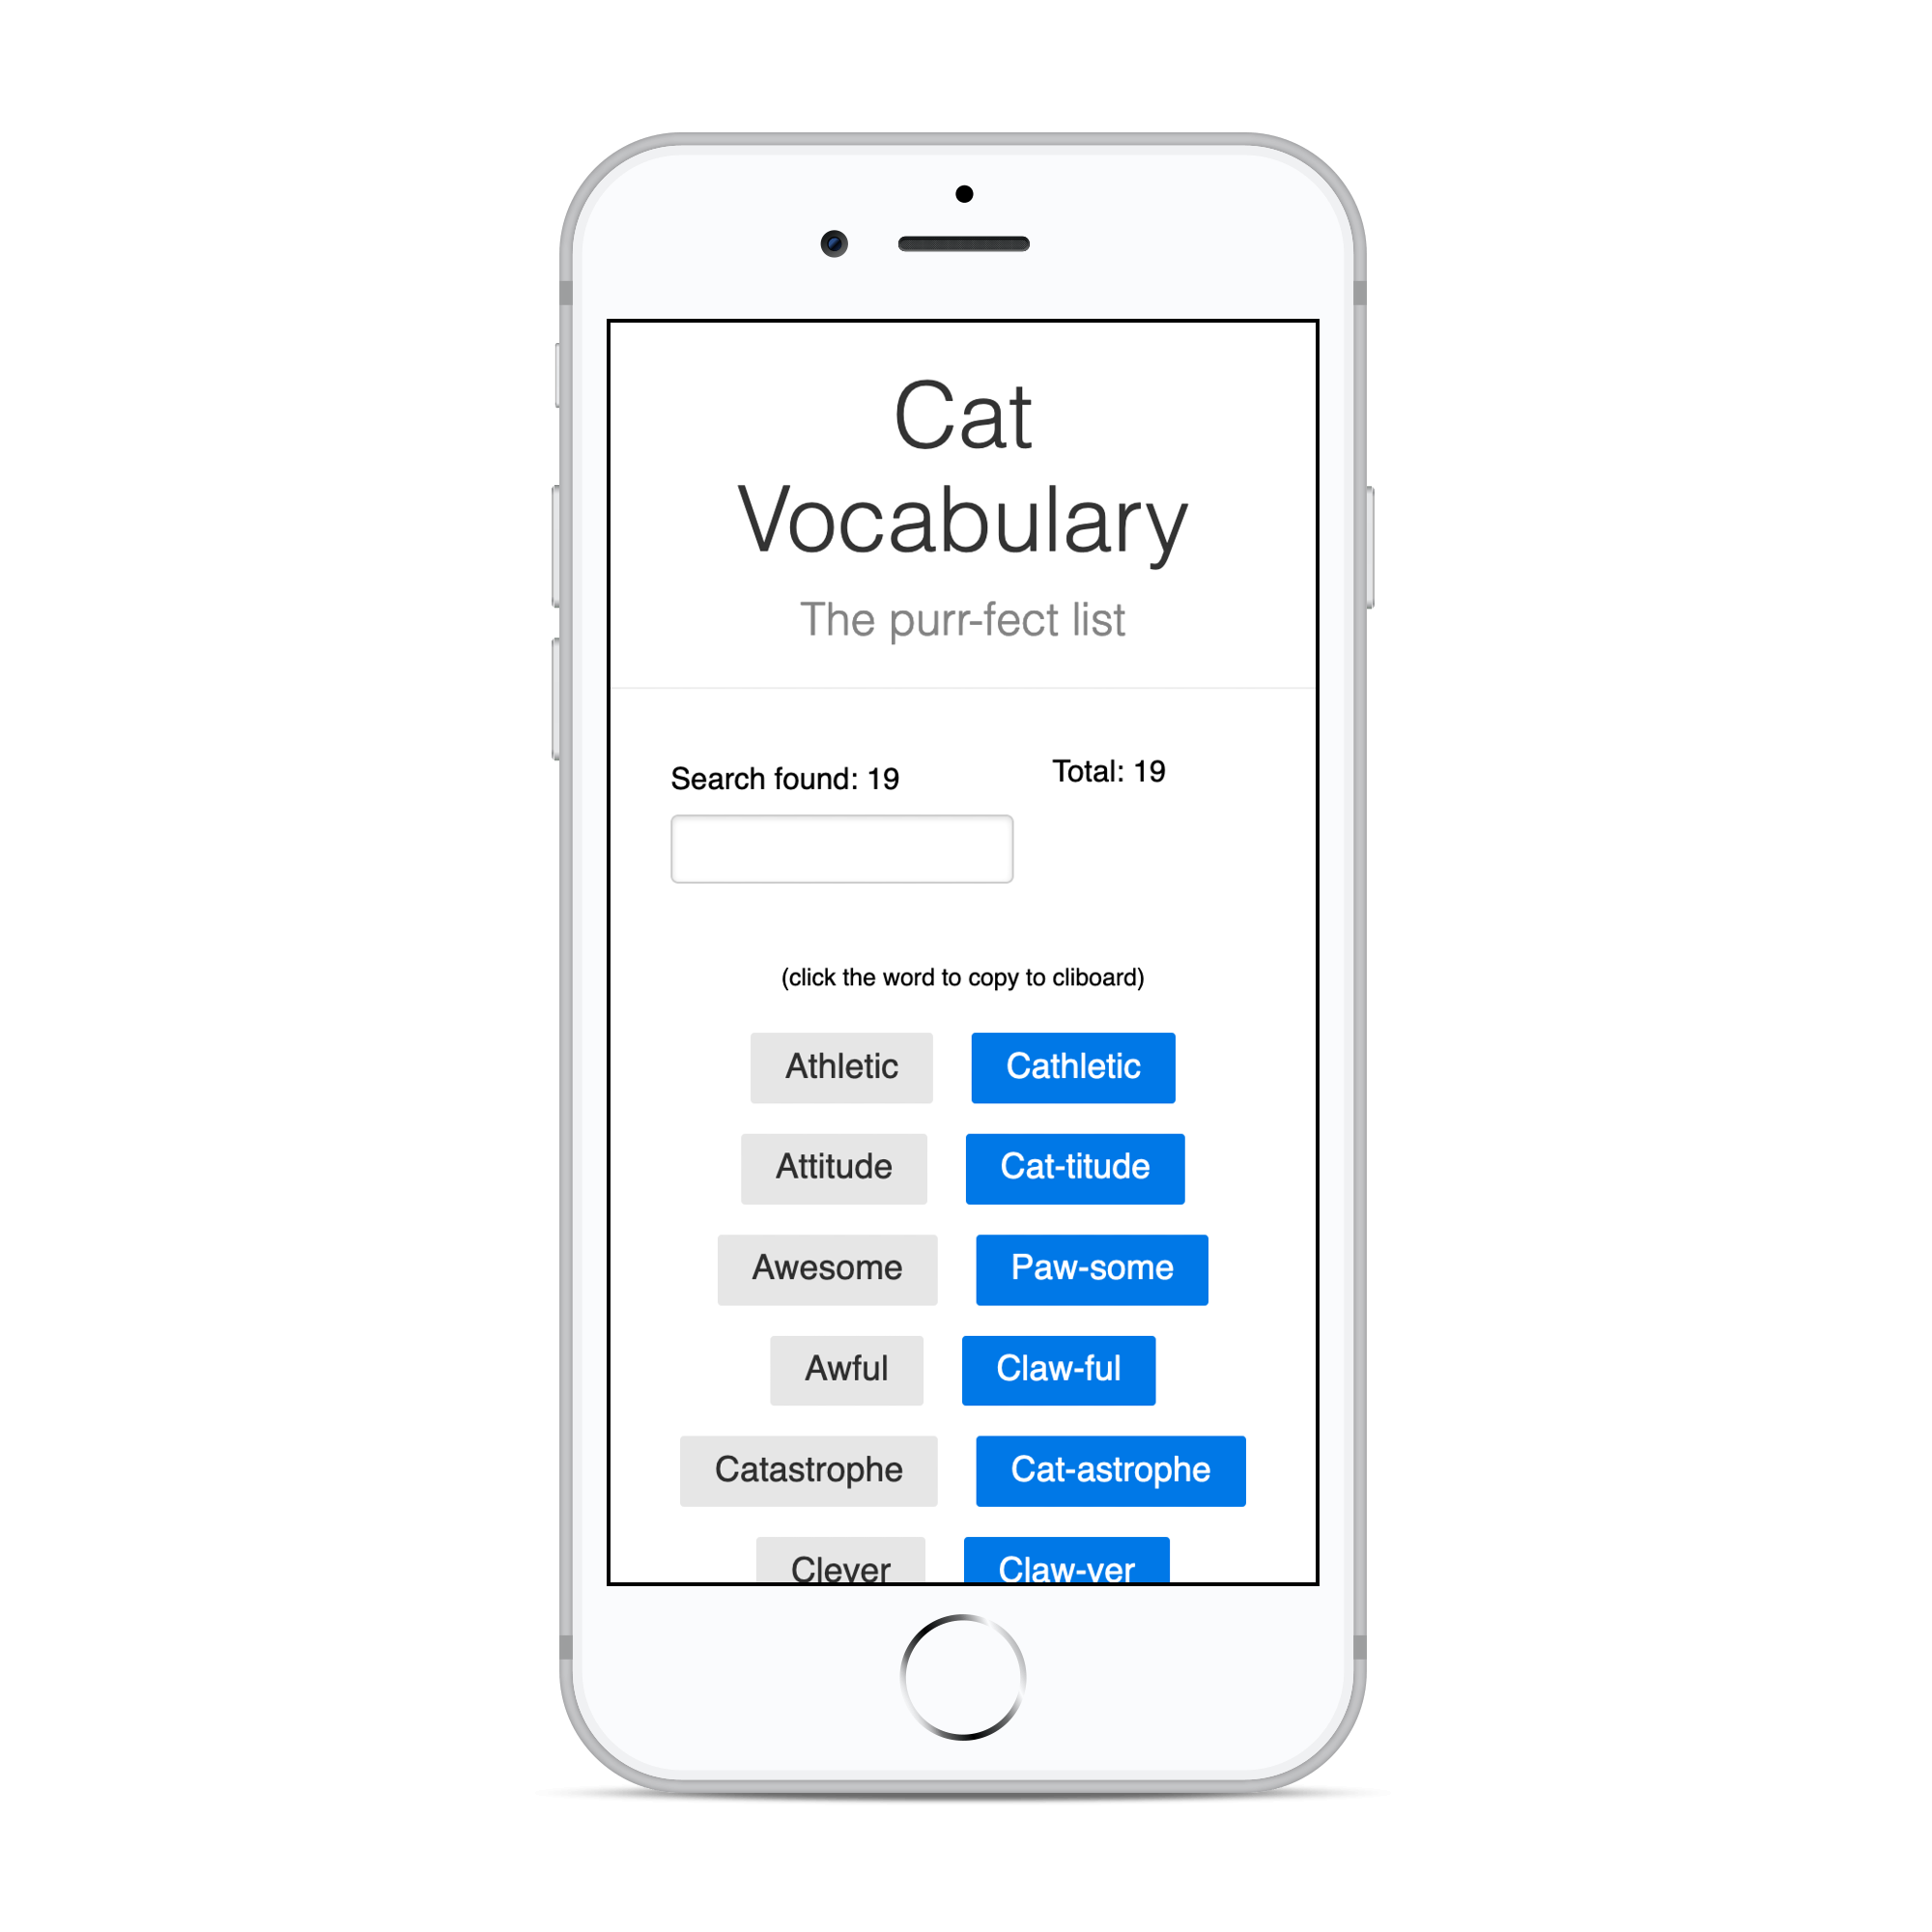 Cat
Vocabulary
The purr-fect list
Search found: 19 Total: 19
(click the word to copy to cliboard)
Athletic Cathletic
Attitude Cat-titude
Awesome Paw-some
Awful Claw-ful
Catastrophe Cat-astrophe
Clever Claw-ver